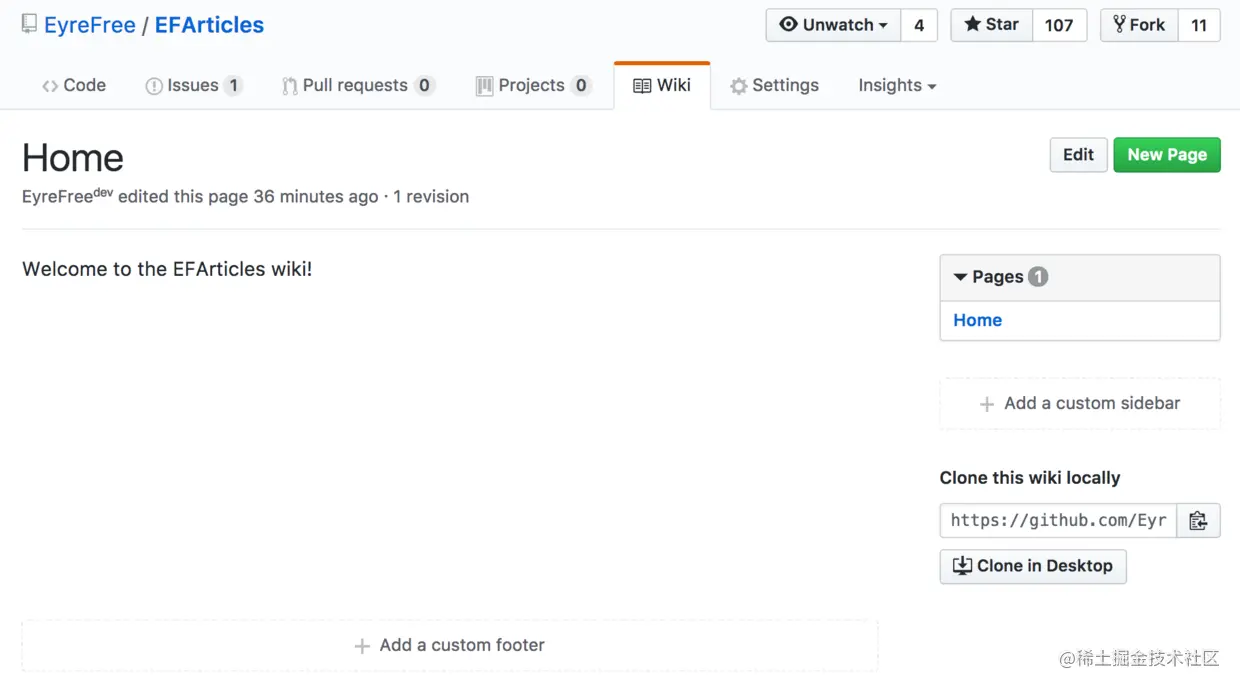 EyreFree / EFArticles
Unwatch 4 Star 107 Fork 11
Code Issues 1 Pull requests 0 Projects 0 Wiki Settings Insights
Home
Edit New Page
EyreFreedev edited this page 36 minutes ago · 1 revision
Welcome to the EFArticles wiki!
Pages 1
Home
+ Add a custom sidebar
Clone this wiki locally
https://github.com/Eyr
Clone in Desktop
+ Add a custom footer
@稀土掘金技术社区